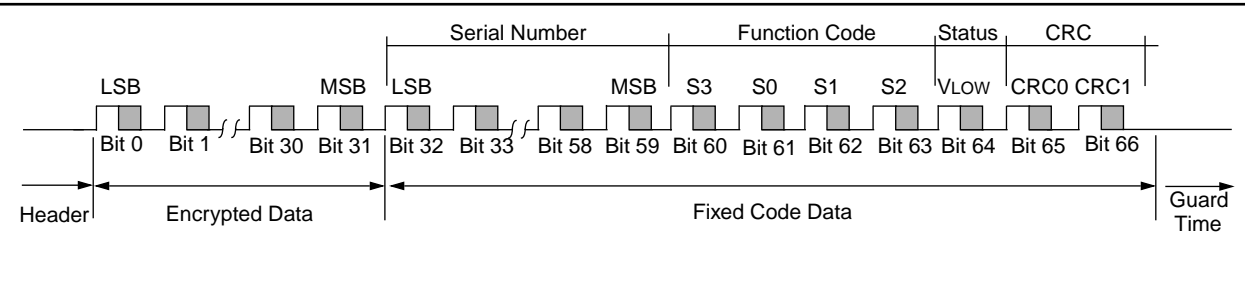 Serial Number Function Code Status CRC
LSB MSB LSB MSB S3 S0 S1 S2 VLOW CRC0 CRC1
Bit 0 Bit 1 Bit 30 Bit 31 Bit 32 Bit 33 Bit 58 Bit 59 Bit 60 Bit 61 Bit 62 Bit 63 Bit 64 Bit 65 Bit 66
Header Encrypted Data Fixed Code Data Guard
Time